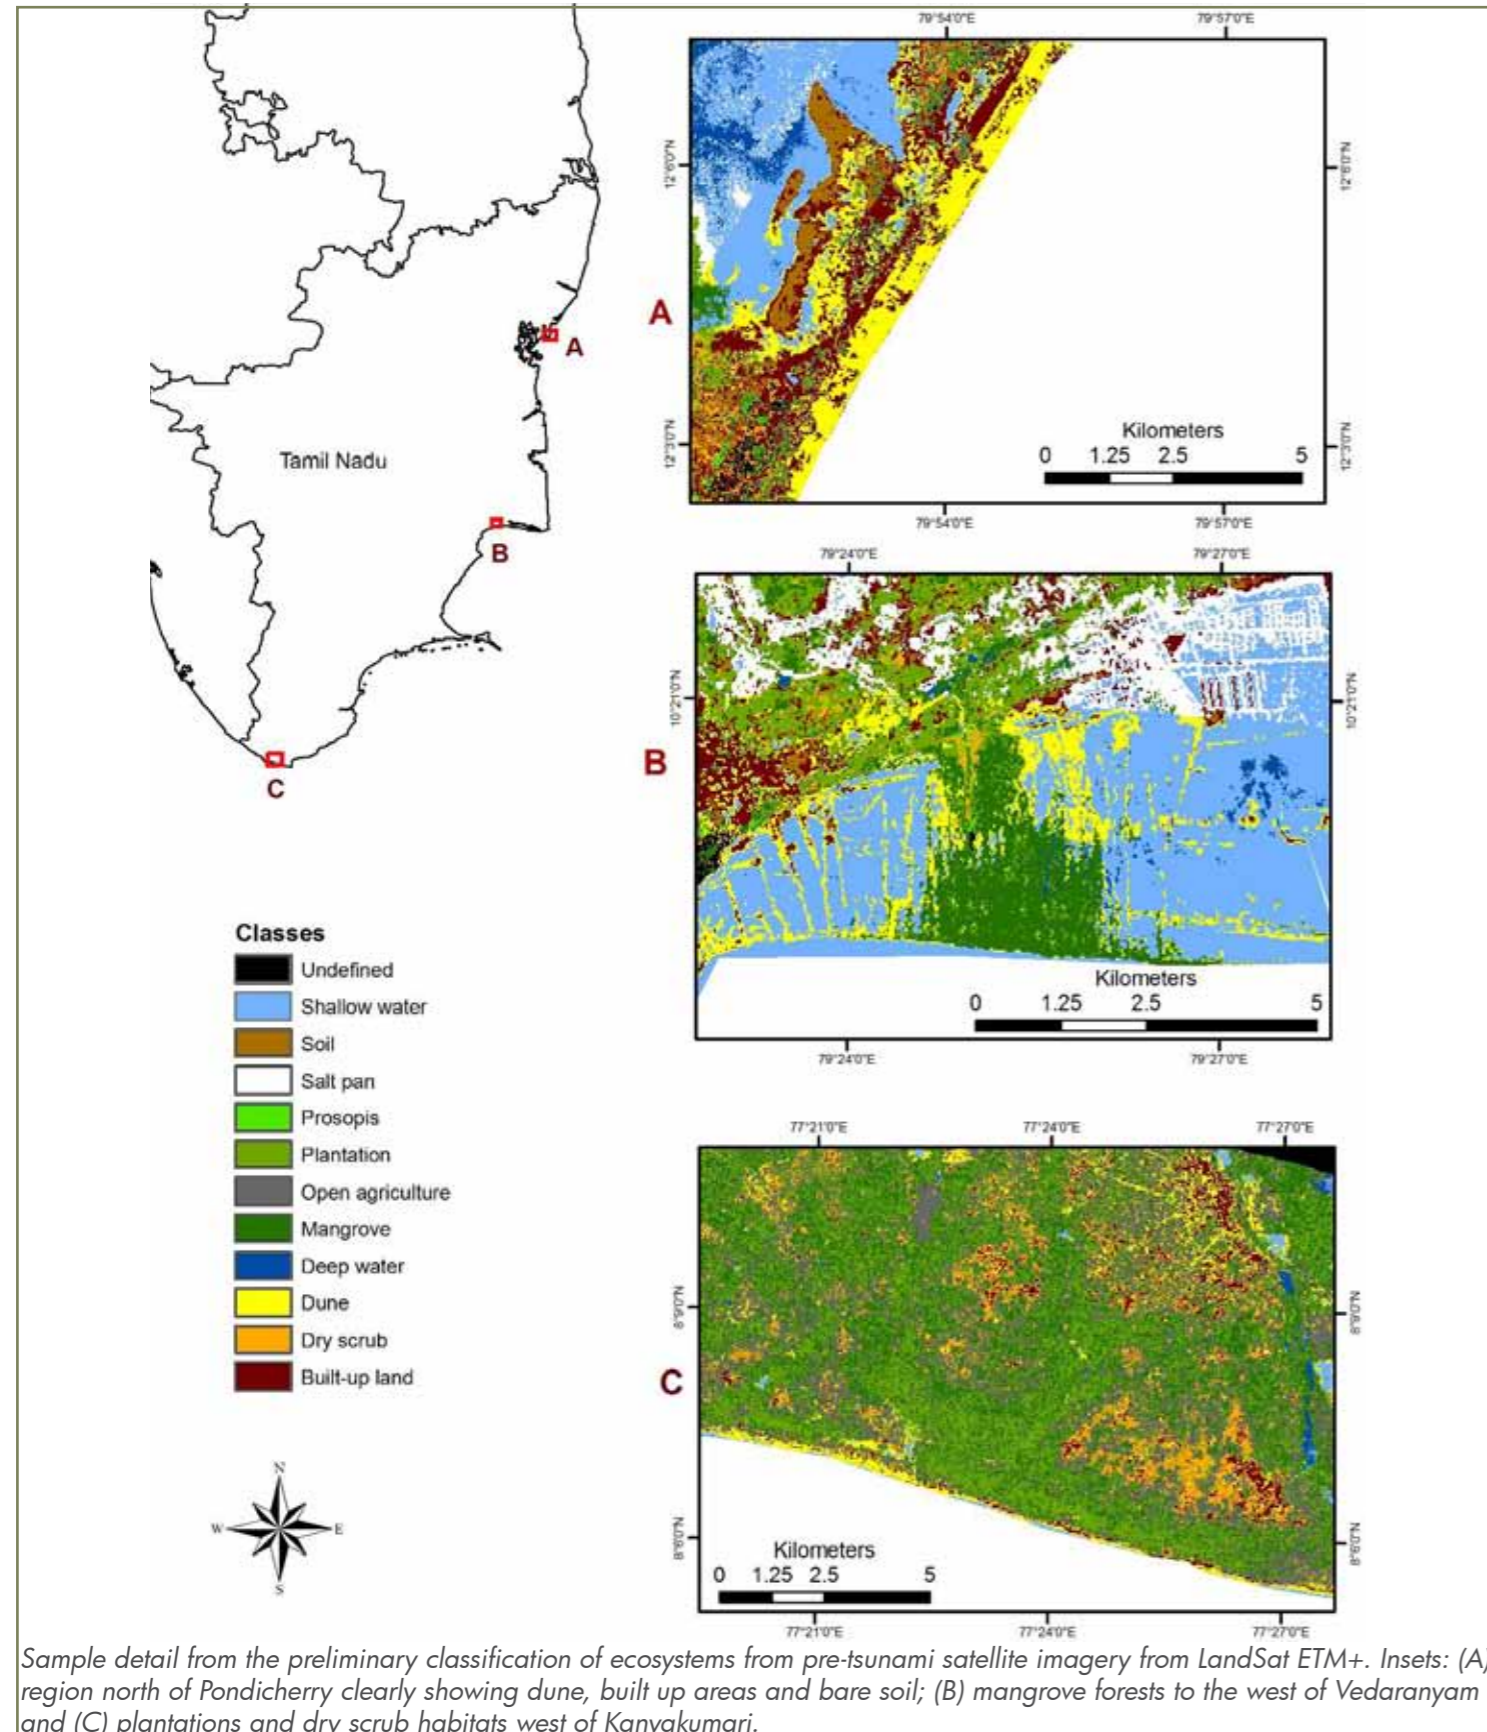 79°54'0"E 79°57'0"E
12°6'0"N 12°6'0"N
A
A
12°3'0"N 12°3'0"N
Kilometers
0 1.25 2.5 5
79°54'0"E 79°57'0"E
Tamil Nadu
B
79°24'0"E 79°27'0"E
10°21'0"N 10°21'0"N
B
C
Kilometers
0 1.25 2.5 5
79°24'0"E 79°27'0"E
Classes
Undefined
Shallow water
Soil
Salt pan
Prosopis
Plantation
Open agriculture
Mangrove
Deep water
Dune
Dry scrub
Built-up land
77°21'0"E 77°24'0"E 77°27'0"E
8°9'0"N 8°9'0"N
C
8°6'0"N 8°6'0"N
Kilometers
0 1.25 2.5 5
77°21'0"E 77°24'0"E 77°27'0"E
N
W E
S
Sample detail from the preliminary classification of ecosystems from pre-tsunami satellite imagery from LandSat ETM+. Insets: (A)
region north of Pondicherry clearly showing dune, built up areas and bare soil; (B) mangrove forests to the west of Vedaranyam
and (C) plantations and dry scrub habitats west of Kanyakumari.